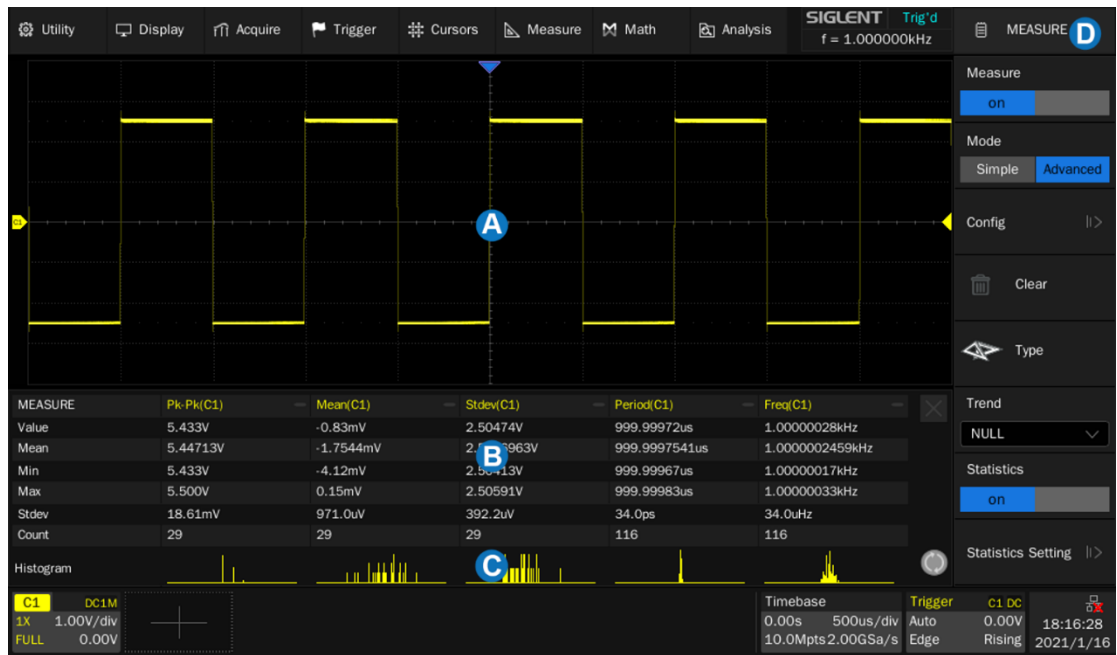 Utility Display Acquire Trigger Cursors Measure Math Analysis
SIGLENT Trig'd
f = 1.000000kHz
MEASURE D
Measure
on
Mode
Simple Advanced
Config
Clear
Type
Trend
NULL
Statistics
on
Statistics Setting
C1
A
MEASURE Pk-Pk(C1) Mean(C1) Stdev(C1) Period(C1) Freq(C1)
Value 5.433V -0.83mV 2.50474V 999.99972us 1.00000028kHz
Mean 5.44713V -1.7544mV 999.9997541us 1.0000002459kHz
B
Min 5.433V -4.12mV 999.99967us 1.00000017kHz
Max 5.500V 0.15mV 2.50591V 999.99983us 1.00000033kHz
Stdev 18.61mV 971.0uV 392.2uV 34.0ps 34.0uHz
Count 29 29 29 116 116
Histogram C
C1 DC1M
1X 1.00V/div
FULL 0.00V
Timebase
0.00s 500us/div
10.0Mpts 2.00GSa/s
Trigger C1 DC
Auto 0.00V
Edge Rising
18:16:28
2021/1/16